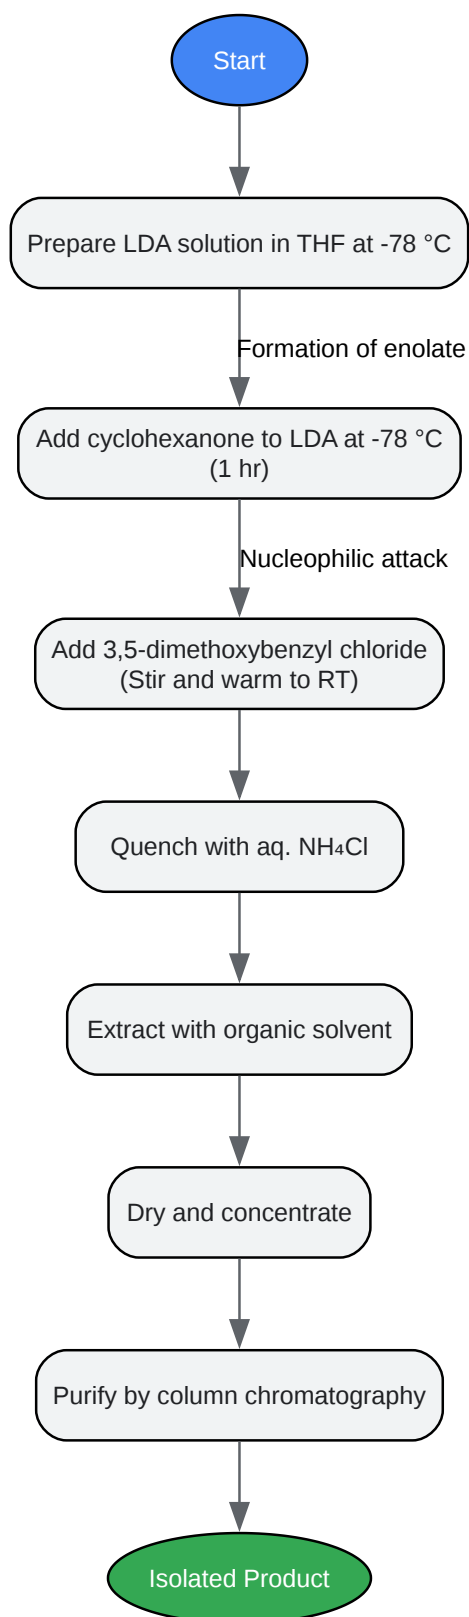 Start
Prepare LDA solution in THF at -78 °C
Formation of enolate
Add cyclohexanone to LDA at -78 °C
(1 hr)
Nucleophilic attack
Add 3,5-dimethoxybenzyl chloride
(Stir and warm to RT)
Quench with aq. NH₄Cl
Extract with organic solvent
Dry and concentrate
Purify by column chromatography
Isolated Product